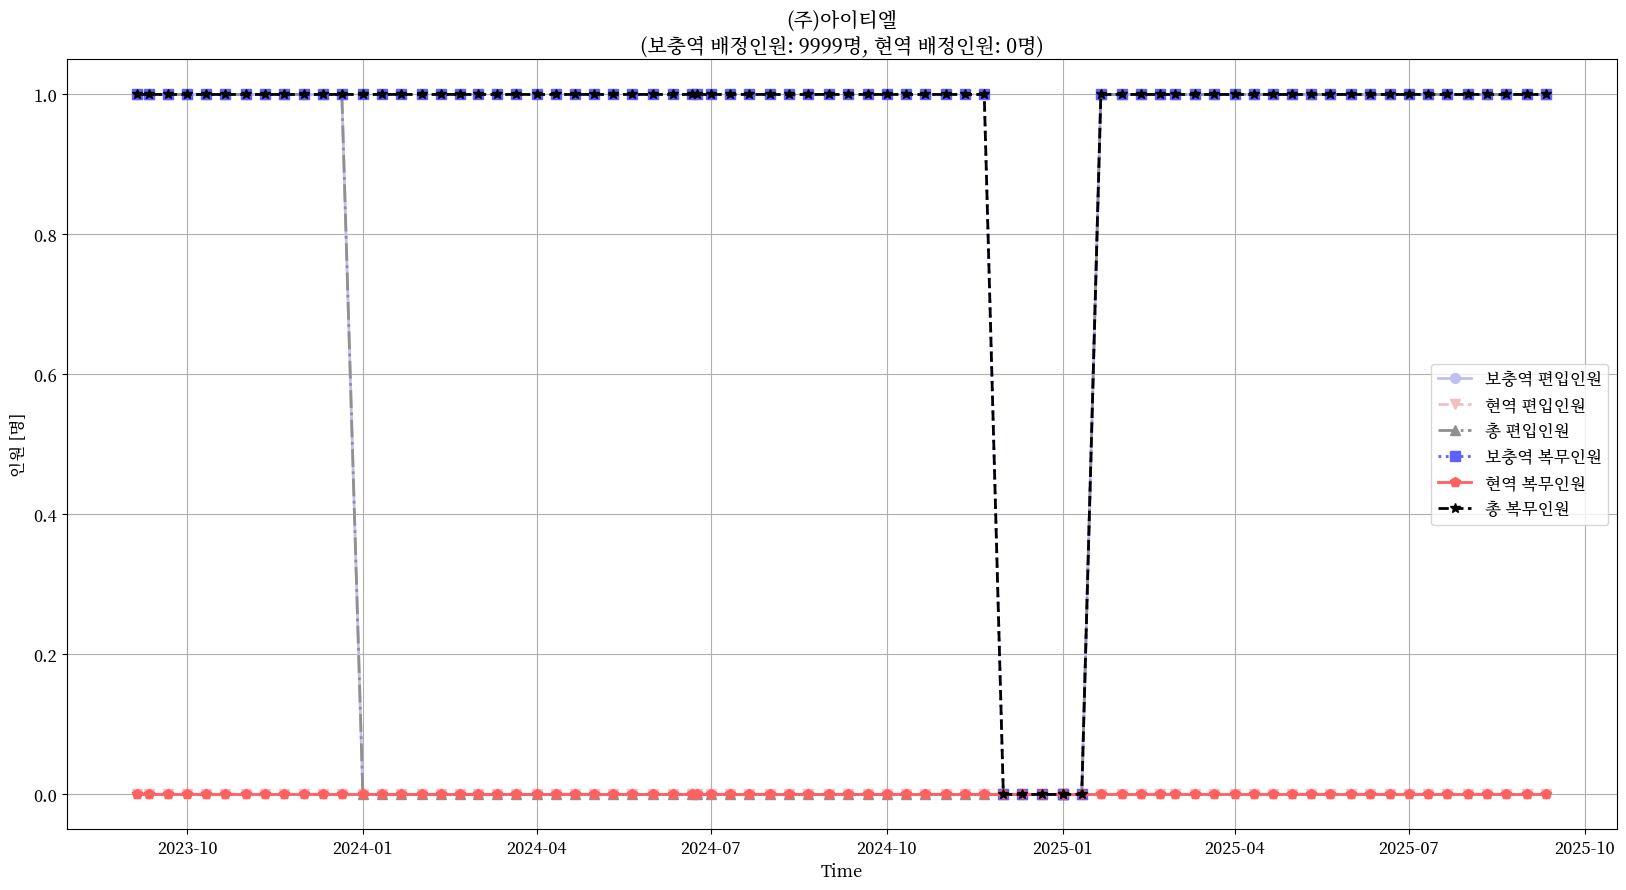 (주)아이티엘
(보충역 배정인원: 9999명, 현역 배정인원: 0명)
1.0
0.8
0.6
0.4
0.2
0.0
인원 [명]
보충역 편입인원
현역 편입인원
총 편입인원
보충역 복무인원
현역 복무인원
총 복무인원
2023-10
2024-01
2024-04
2024-07
2024-10
2025-01
2025-04
2025-07
2025-10
Time